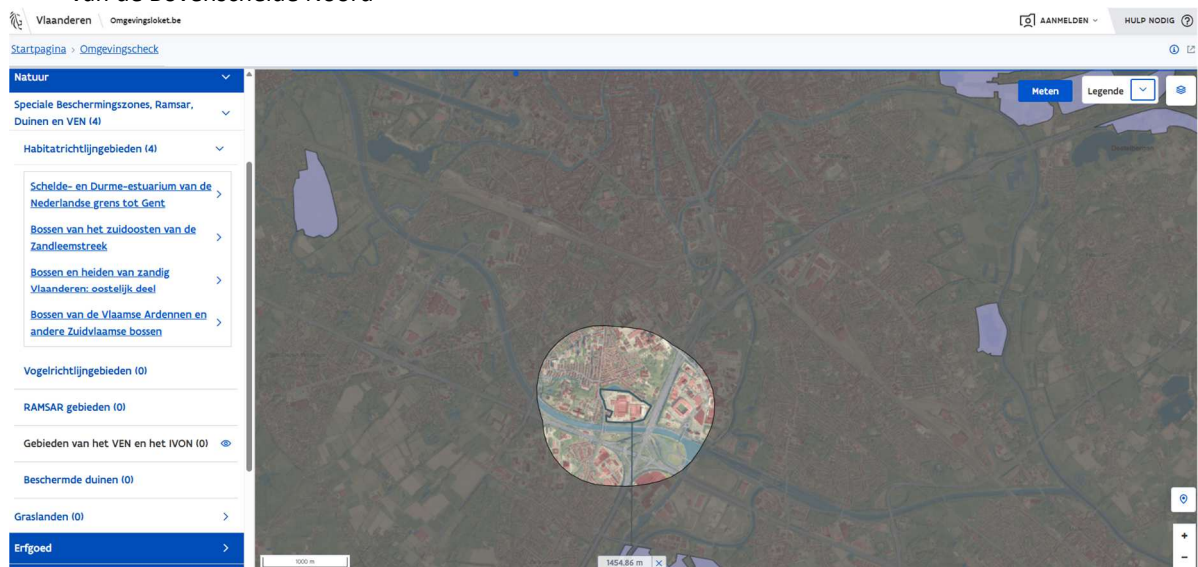 van de Bovenschelde Noord
Vlaanderen
Omgevingsloket.be
AANMELDEN
HULP NODIG
Startpagina > Omgevingscheck
Natuur
Meten
Legende
Speciale Beschermingszones, Ramsar,
Duinen en VEN (4)
Habitatrichtlijngebieden (4)
Schelde- en Durme-estuarium van de
Nederlandse grens tot Gent
Bossen van het zuidoosten van de
Zandleemstreek
Bossen en heiden van zandig
Vlaanderen: oostelijk deel
Bossen van de Vlaamse Ardennen en
andere Zuidvlaamse bossen
Vogelrichtlijngebieden (0)
RAMSAR gebieden (0)
Gebieden van het VEN en het IVON (0)
Beschermde duinen (0)
Graslanden (0)
Erfgoed
1000 m
1454.86 m